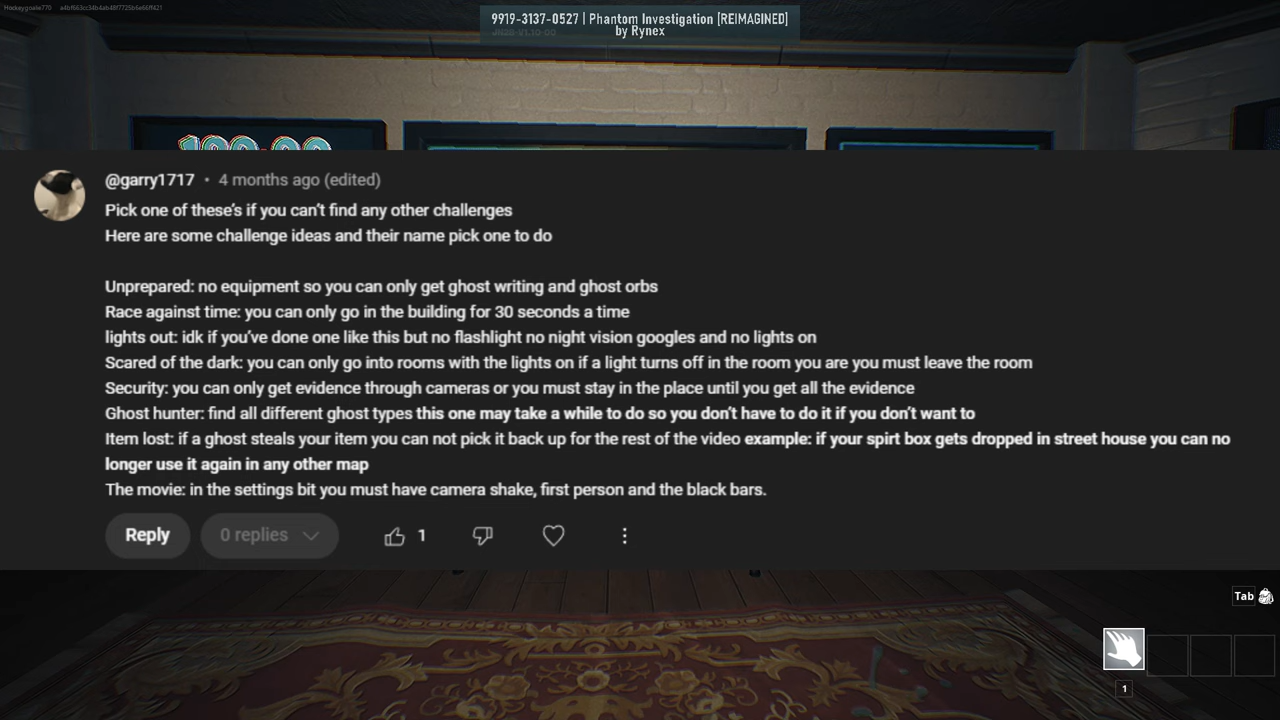 Hockeygoalie770
9919-3137-0527 | Phantom Investigation [REIMAGINED]
by Rynex
100:00
@garry1717 • 4 months ago (edited)
Pick one of these's if you can't find any other challenges
Here are some challenge ideas and their name pick one to do
Unprepared: no equipment so you can only get ghost writing and ghost orbs
Race against time: you can only go in the building for 30 seconds a time
lights out: idk if you've done one like this but no flashlight no night vision googles and no lights on
Scared of the dark: you can only go into rooms with the lights on if a light turns off in the room you are you must leave the room
Security: you can only get evidence through cameras or you must stay in the place until you get all the evidence
Ghost hunter: find all different ghost types this one may take a while to do so you don't have to do it if you don't want to
Item lost: if a ghost steals your item you can not pick it back up for the rest of the video example: if your spirt box gets dropped in street house you can no
longer use it again in any other map
The movie: in the settings bit you must have camera shake, first person and the black bars.
Reply
0 replies
1
Tab
1